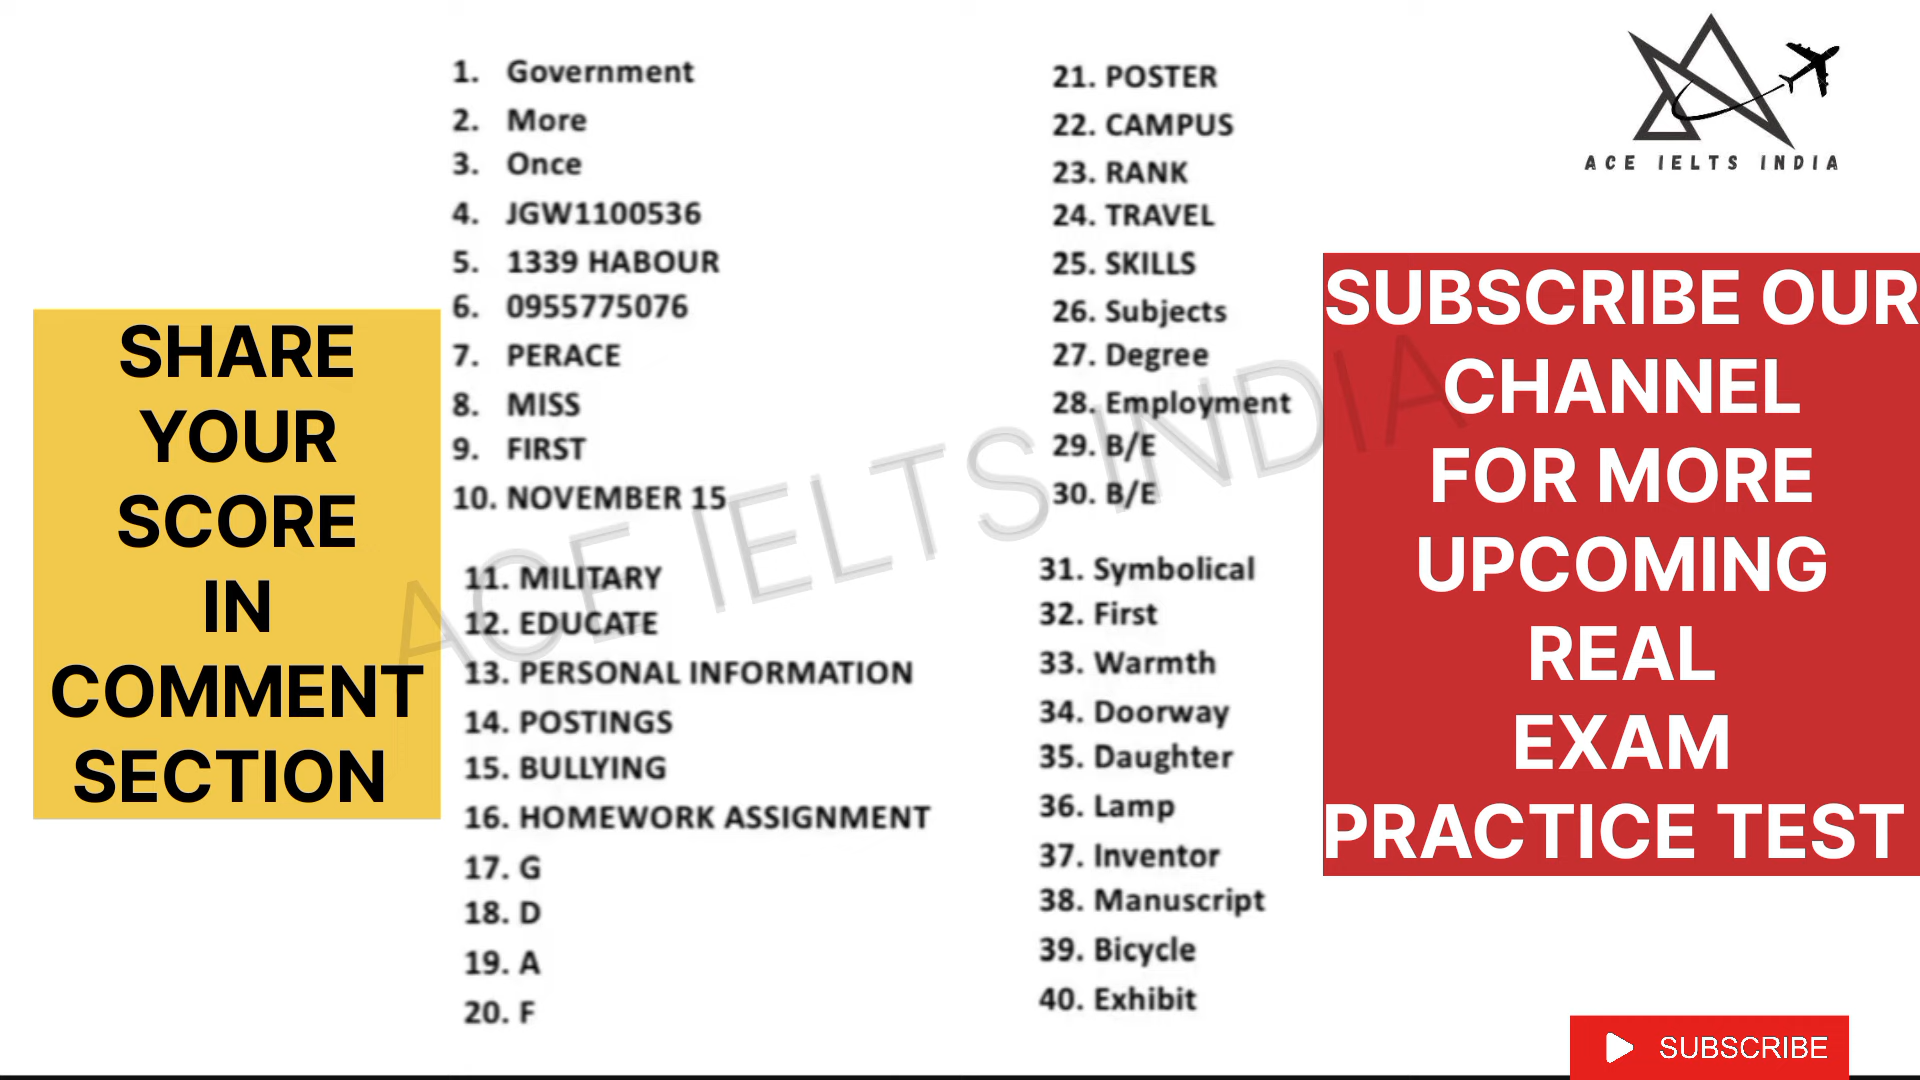 1. Government
2. More
3. Once
4. JGW1100536
5. 1339 HABOUR
6. 0955775076
7. PERACE
8. MISS
9. FIRST
10. NOVEMBER 15
11. MILITARY
12. EDUCATE
13. PERSONAL INFORMATION
14. POSTINGS
15. BULLYING
16. HOMEWORK ASSIGNMENT
17. G
18. D
19. A
20. F
21. POSTER
22. CAMPUS
23. RANK
24. TRAVEL
25. SKILLS
26. Subjects
27. Degree
28. Employment
29. B/E
30. B/E
31. Symbolical
32. First
33. Warmth
34. Doorway
35. Daughter
36. Lamp
37. Inventor
38. Manuscript
39. Bicycle
40. Exhibit
SHARE
YOUR
SCORE
IN
COMMENT
SECTION
ACE IELTS INDIA
ACE IELTS INDIA
SUBSCRIBE OUR
CHANNEL
FOR MORE
UPCOMING
REAL
EXAM
PRACTICE TEST
SUBSCRIBE